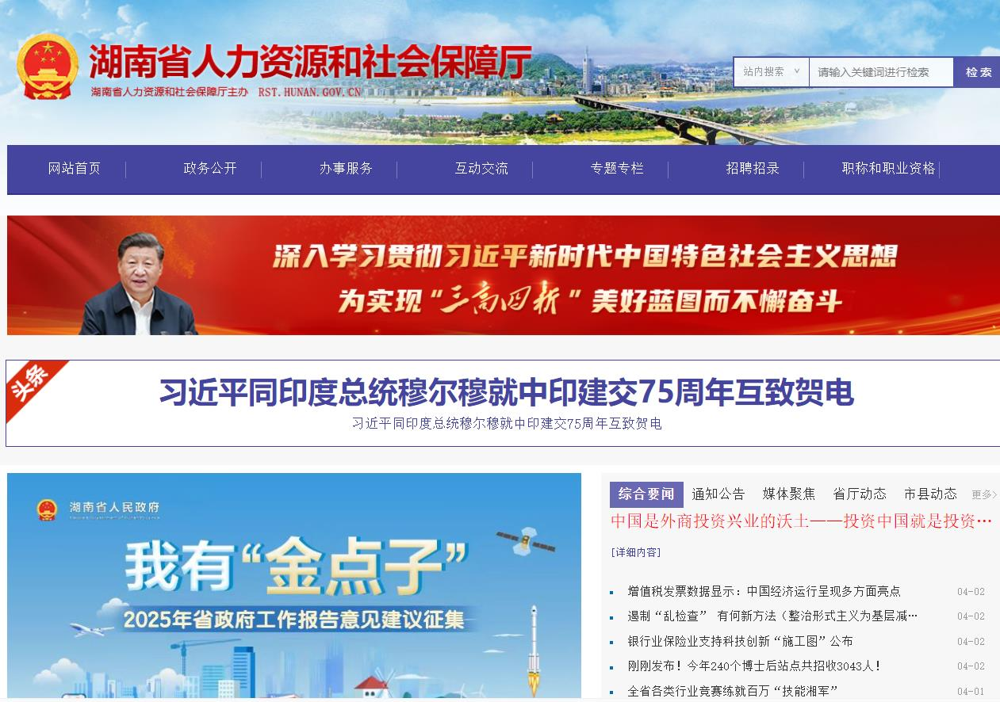 湖南省人力资源和社会保障厅
湖南省人力资源和社会保障厅主办 RST.HUNAN.GOV.CN
站内搜索 请输入关键词进行检索 检索
网站首页 政务公开 办事服务 互动交流 专题专栏 招聘招录 职称和职业资格
深入学习贯彻习近平新时代中国特色社会主义思想
为实现“三高四新”美好蓝图而不懈奋斗
头条
习近平同印度总统穆尔穆就中印建交75周年互致贺电
习近平同印度总统穆尔穆就中印建交75周年互致贺电
湖南省人民政府
我有“金点子”
2025年省政府工作报告意见建议征集
综合要闻 通知公告 媒体聚焦 省厅动态 市县动态 更多>
中国是外商投资兴业的沃土——投资中国就是投资…
[详细内容]
增值税发票数据显示：中国经济运行呈现多方面亮点 04-02
遏制“乱检查” 有何新方法（整治形式主义为基层减… 04-02
银行业保险业支持科技创新“施工图”公布 04-02
刚刚发布！今年240个博士后站点共招收3043人！ 04-02
全省各类行业竞赛练就百万“技能湘军” 04-01